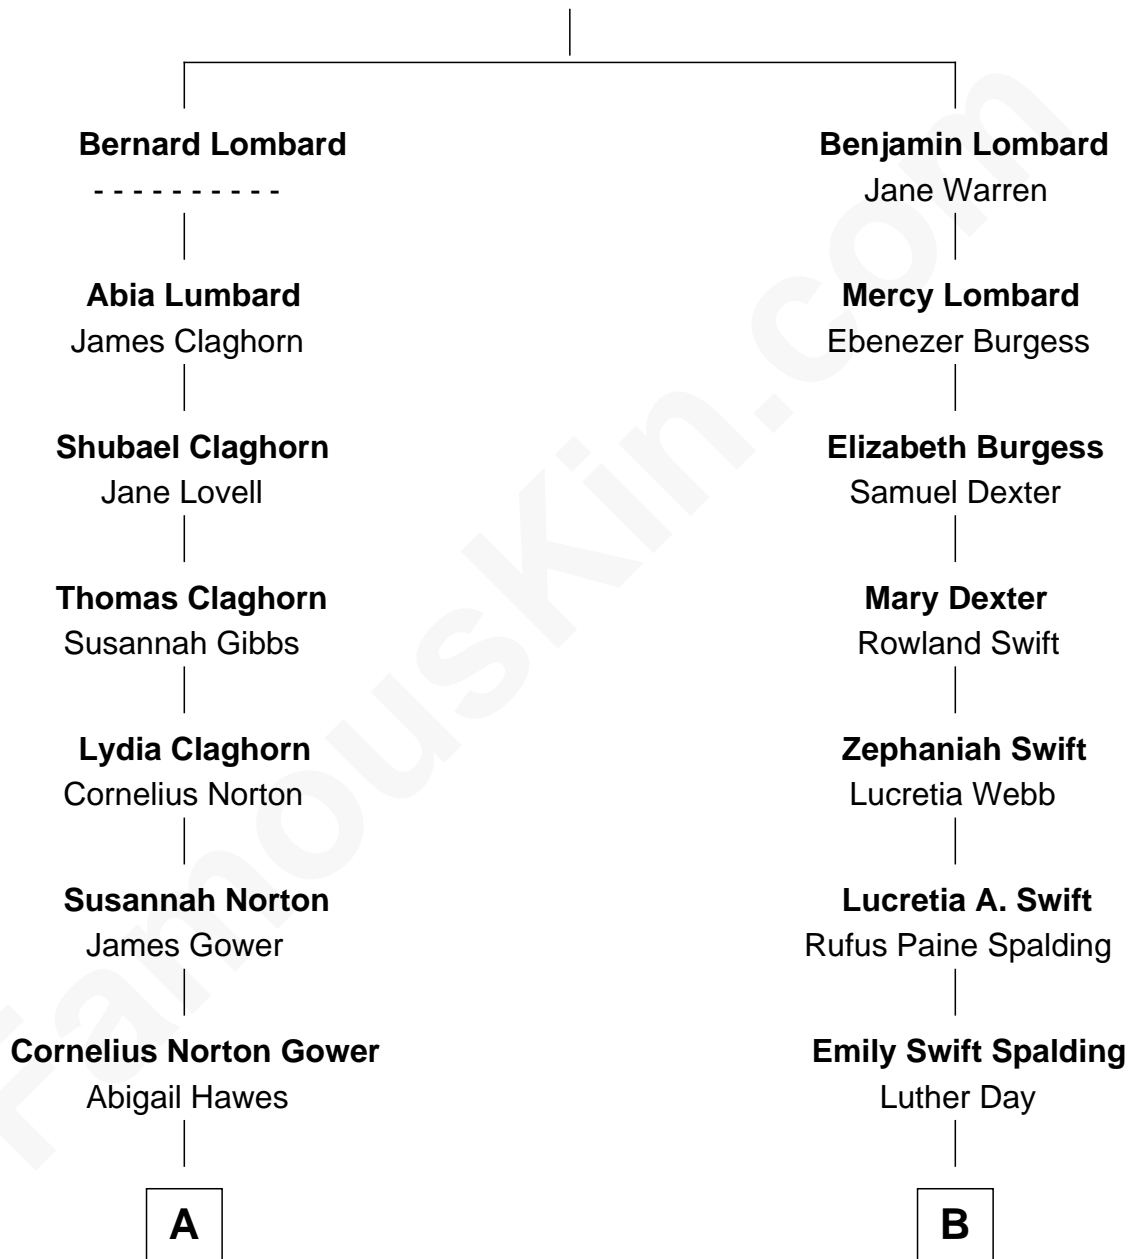 Bernard Lombard
- - - - - - - - - -
Abia Lumbard
James Claghorn
Shubael Claghorn
Jane Lovell
Thomas Claghorn
Susannah Gibbs
Lydia Claghorn
Cornelius Norton
Susannah Norton
James Gower
Cornelius Norton Gower
Abigail Hawes
A
Benjamin Lombard
Jane Warren
Mercy Lombard
Ebenezer Burgess
Elizabeth Burgess
Samuel Dexter
Mary Dexter
Rowland Swift
Zephaniah Swift
Lucretia Webb
Lucretia A. Swift
Rufus Paine Spalding
Emily Swift Spalding
Luther Day
B
FamousKin.com